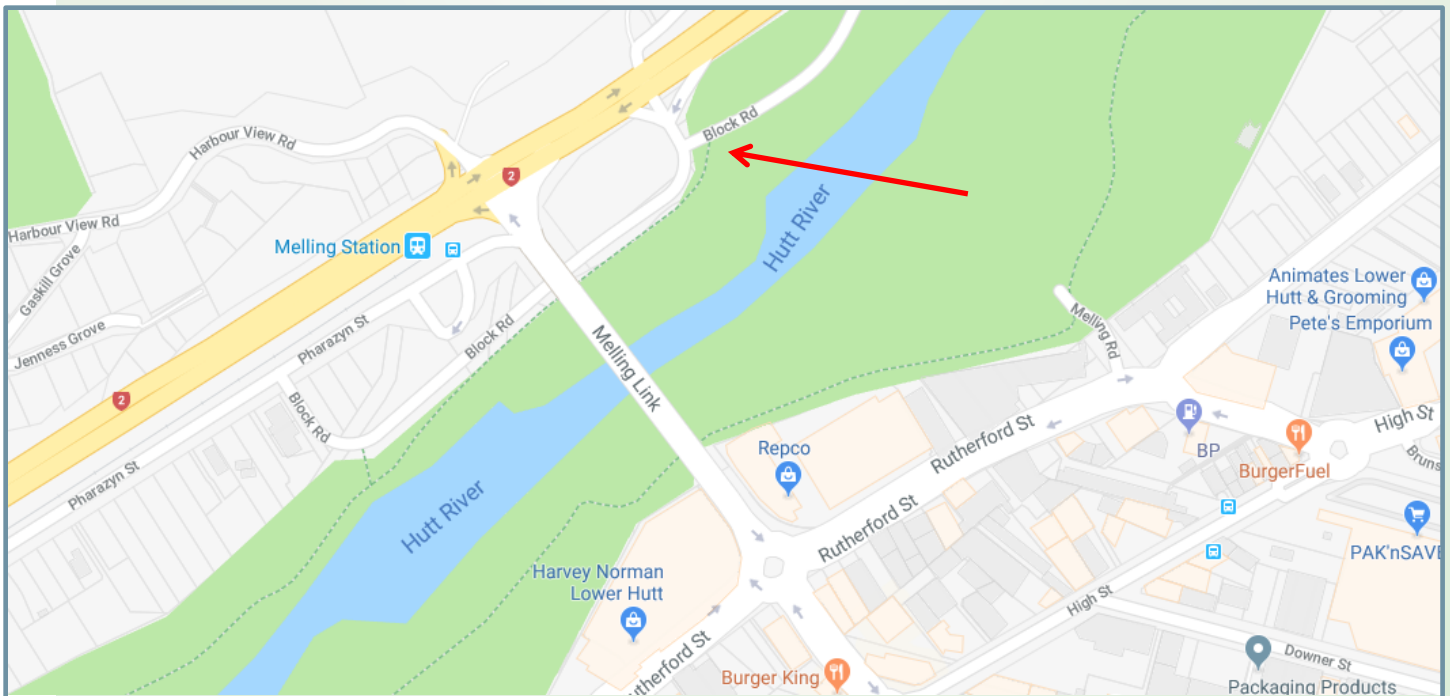 Block Rd
Harbour View Rd
2
Harbour View Rd
Hutt River
Melling Station
Gaskill Grove
Animates Lower
Hutt & Grooming
Pete's Emporium
Melling Rd
Jenness Grove
Pharazyn St
Block Rd
Melling Link
2
Block Rd
High St
Rutherford St
Repco
BP
BurgerFuel
Bruns
Pharazyn St
Hutt River
Rutherford St
PAK'nSAVE
Harvey Norman
Lower Hutt
High St
utherford St
Downer St
Burger King
Packaging Products